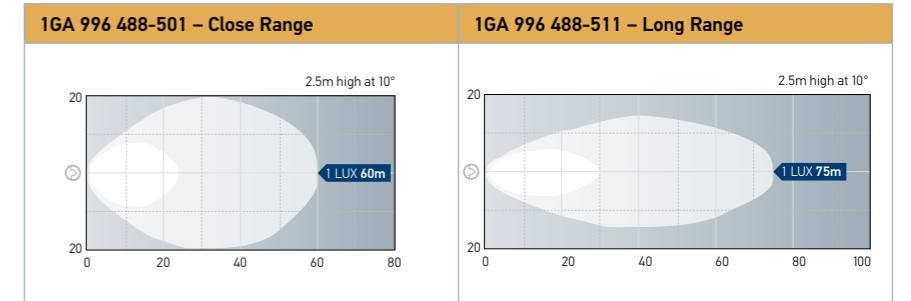 1GA 996 488-501 – Close Range
2.5m high at 10°
20
1 LUX 60m
20
0 20 40 60 80
1GA 996 488-511 – Long Range
2.5m high at 10°
20
1 LUX 75m
20
0 20 40 60 80 100